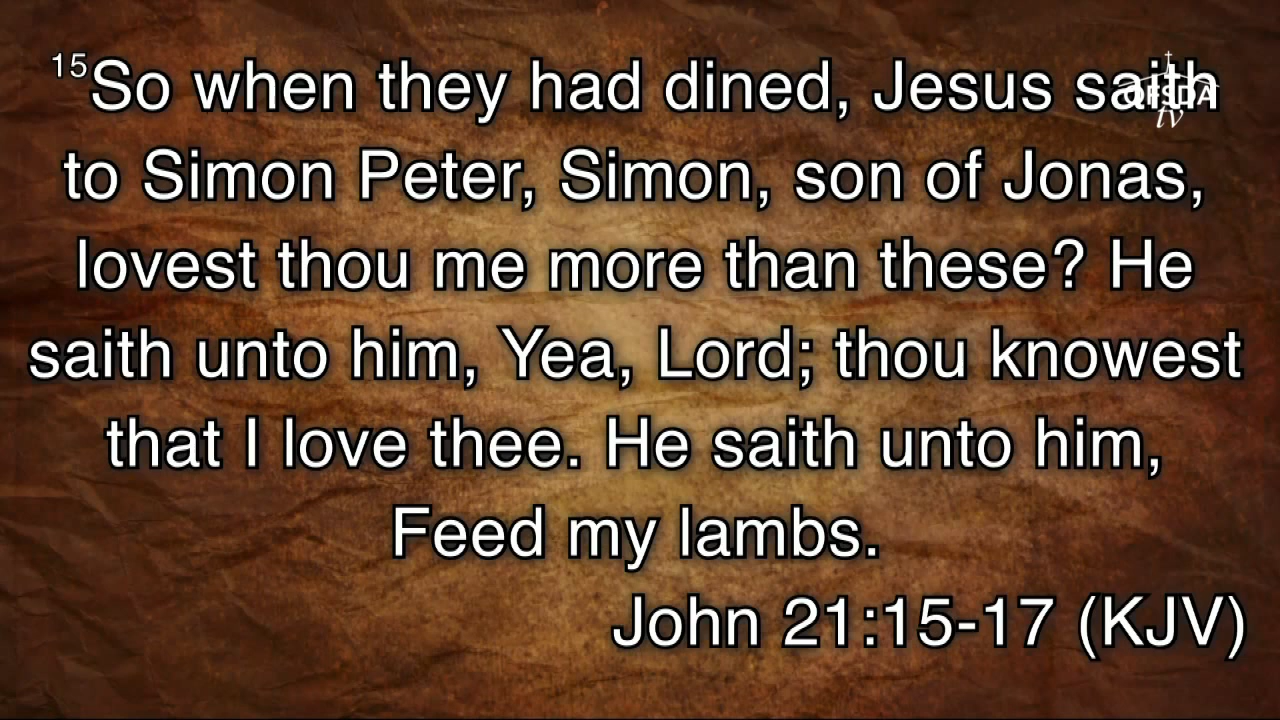 15So when they had dined, Jesus saith
to Simon Peter, Simon, son of Jonas,
lovest thou me more than these? He
saith unto him, Yea, Lord; thou knowest
that I love thee. He saith unto him,
Feed my lambs.
John 21:15-17 (KJV)
tv